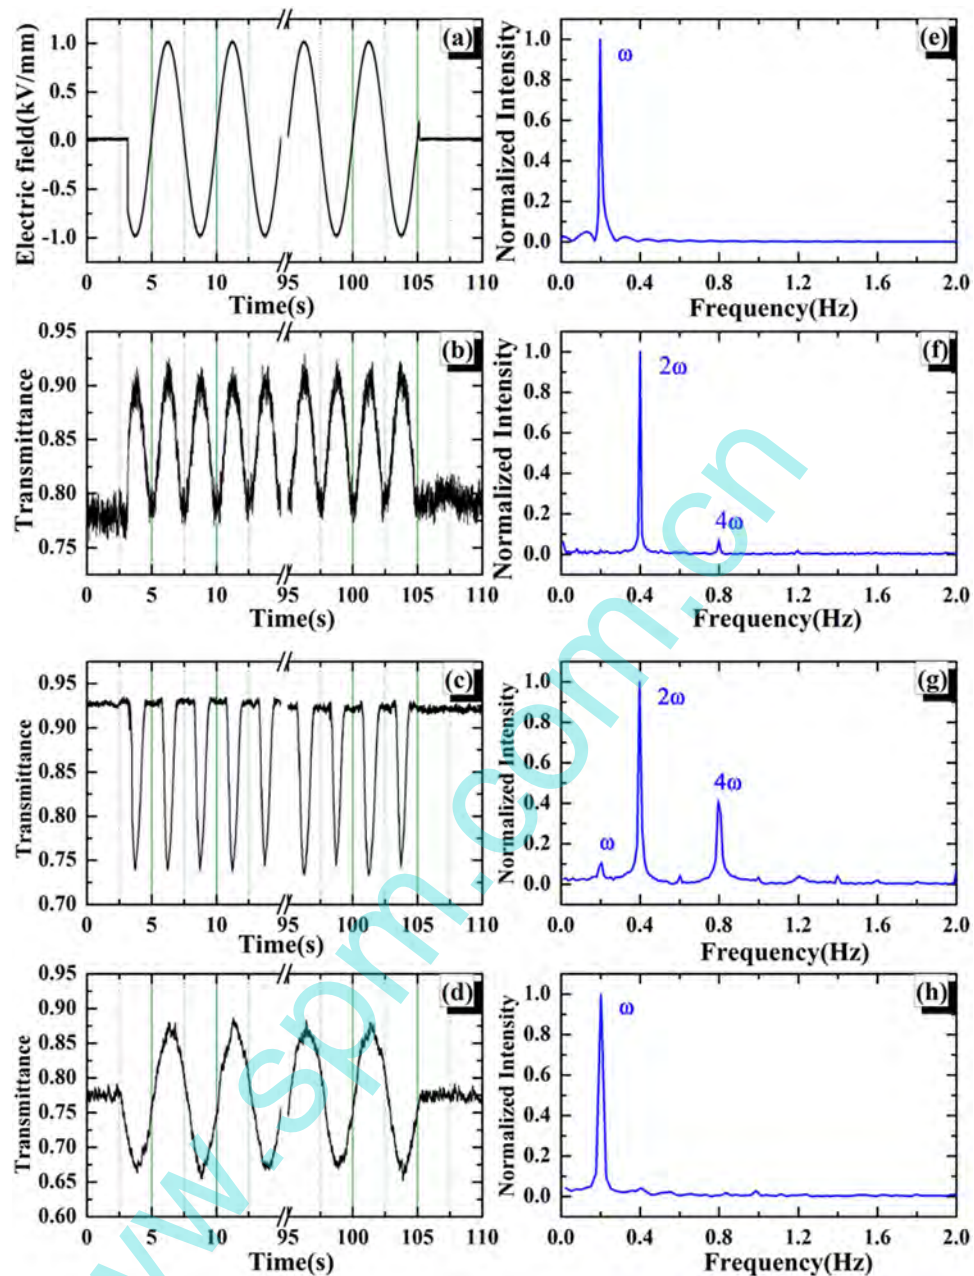 Electric field(kV/mm)
1.0
0.5
0.0
-0.5
-1.0
(a)
0 5 10 95 100 105 110
Time(s)
Normalized Intensity
1.0
0.8
0.6
0.4
0.2
0.0
ω
(e)
0.0 0.4 0.8 1.2 1.6 2.0
Frequency(Hz)
Transmittance
0.95
0.90
0.85
0.80
0.75
(b)
0 5 10 95 100 105 110
Time(s)
Normalized Intensity
1.0
0.8
0.6
0.4
0.2
0.0
2ω
4ω
(f)
0.0 0.4 0.8 1.2 1.6 2.0
Frequency(Hz)
Transmittance
0.95
0.90
0.85
0.80
0.75
0.70
(c)
0 5 10 95 100 105 110
Time(s)
Normalized Intensity
1.0
0.8
0.6
0.4
0.2
0.0
ω
2ω
4ω
(g)
0.0 0.4 0.8 1.2 1.6 2.0
Frequency(Hz)
Transmittance
0.95
0.90
0.85
0.80
0.75
0.70
0.65
0.60
(d)
0 5 10 95 100 105 110
Time(s)
Normalized Intensity
1.0
0.8
0.6
0.4
0.2
0.0
ω
(h)
0.0 0.4 0.8 1.2 1.6 2.0
Frequency(Hz)
www.spm.com.cn